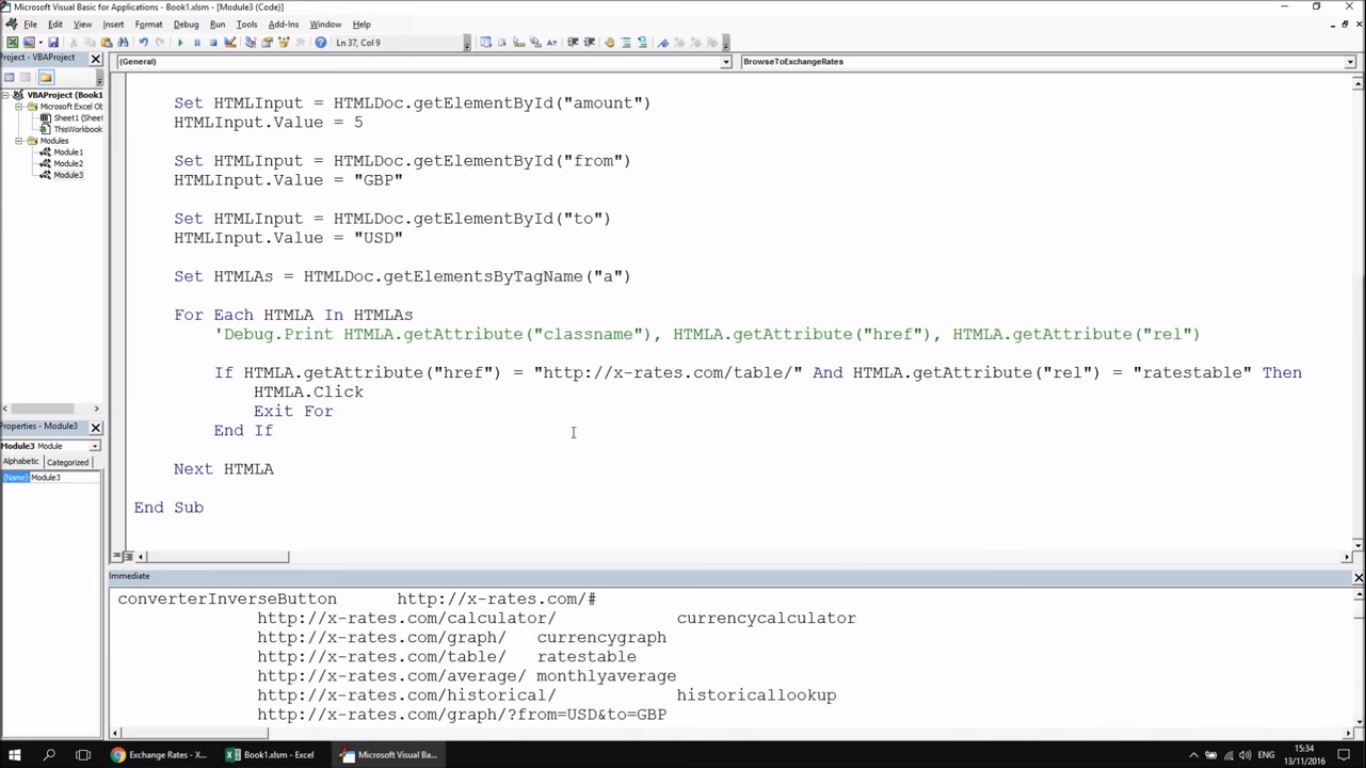 Microsoft Visual Basic for Applications - Book1.xlsm - [Module3 (Code)]
File Edit View Insert Format Debug Run Tools Add-Ins Window Help
Ln 37, Col 9
Project - VBAProject
(General) BrowseToExchangeRates
VBAProject (Book1
Microsoft Excel Ob
Sheet1 (Sheet
ThisWorkbook
Modules
Module1
Module2
Module3
Set HTMLInput = HTMLDoc.getElementById("amount")
HTMLInput.Value = 5
Set HTMLInput = HTMLDoc.getElementById("from")
HTMLInput.Value = "GBP"
Set HTMLInput = HTMLDoc.getElementById("to")
HTMLInput.Value = "USD"
Set HTMLAs = HTMLDoc.getElementsByTagName("a")
For Each HTMLA In HTMLAs
'Debug.Print HTMLA.getAttribute("classname"), HTMLA.getAttribute("href"), HTMLA.getAttribute("rel")
If HTMLA.getAttribute("href") = "http://x-rates.com/table/" And HTMLA.getAttribute("rel") = "ratestable" Then
HTMLA.Click
Exit For
End If
Next HTMLA
End Sub
Properties - Module3
Module3 Module
Alphabetic Categorized
(Name) Module3
Immediate
converterInverseButton http://x-rates.com/#
http://x-rates.com/calculator/ currencycalculator
http://x-rates.com/graph/ currencygraph
http://x-rates.com/table/ ratestable
http://x-rates.com/average/ monthlyaverage
http://x-rates.com/historical/ historicallookup
http://x-rates.com/graph/?from=USD&to=GBP
Exchange Rates - X... Book1.xlsm - Excel Microsoft Visual Ba... ENG 15:34
13/11/2016